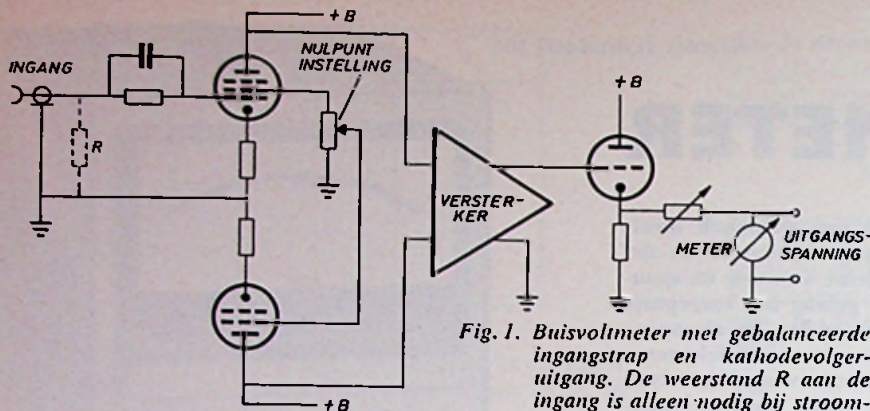 +B
INGANG
NULPUNT
INSTELLING
R
+B
VERSTER-
KER
METER
UITGANGS-
SPANNING
+B
Fig. 1. Buisvoltmeter met gebalanceerde
ingangstrap en kathodevolger-
uitgang. De weerstand R aan de
ingang is alleen nodig bij stroom-